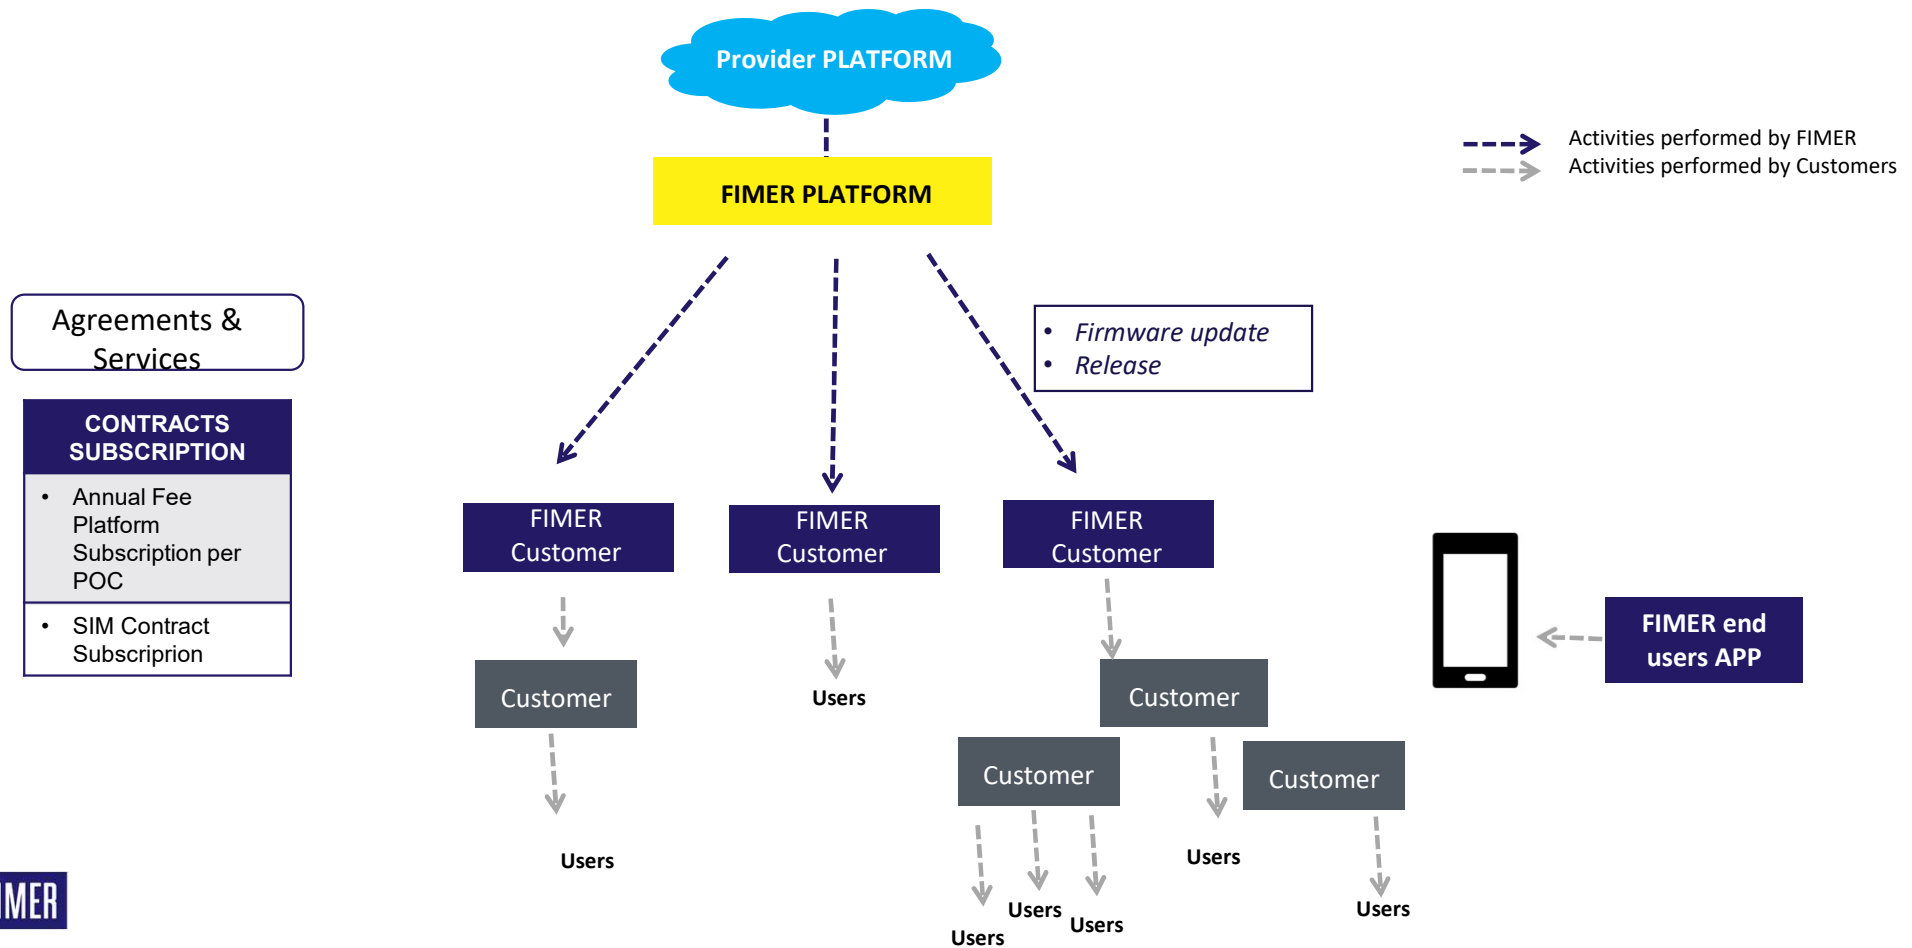 Provider PLATFORM
FIMER PLATFORM
Activities performed by FIMER
Activities performed by Customers
Agreements &
Services
• Firmware update
• Release
CONTRACTS
SUBSCRIPTION
• Annual Fee
Platform
Subscription per
POC
• SIM Contract
Subscriprion
FIMER
Customer
FIMER
Customer
FIMER
Customer
FIMER end
users APP
Customer
Users
Customer
Customer
Customer
Users
Users
Users
Users
Users
Users
IMER